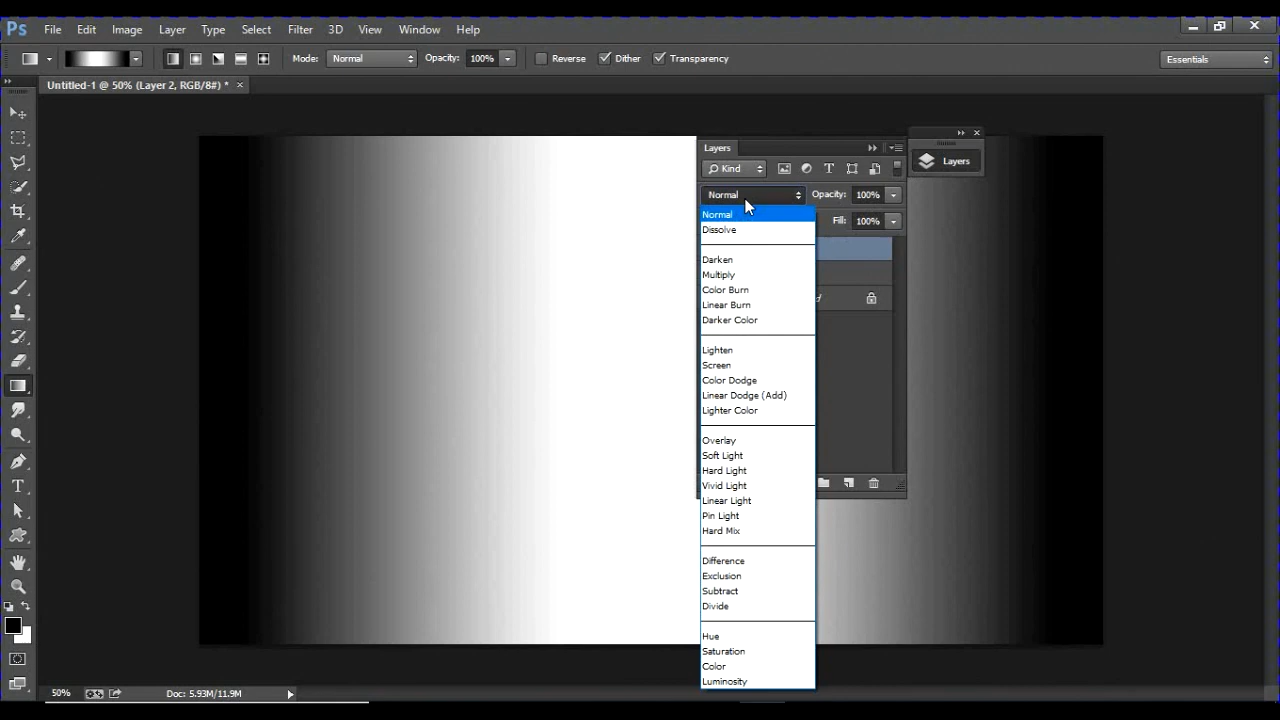 Ps File Edit Image Layer Type Select Filter 3D View Window Help
Mode: Normal Opacity: 100% Reverse Dither Transparency Essentials
Untitled-1 @ 50% (Layer 2, RGB/8#) * ×
Layers
Layers
Kind
Normal Opacity: 100%
Fill: 100%
Normal
Dissolve
Darken
Multiply
Color Burn
Linear Burn
Darker Color
Lighten
Screen
Color Dodge
Linear Dodge (Add)
Lighter Color
Overlay
Soft Light
Hard Light
Vivid Light
Linear Light
Pin Light
Hard Mix
Difference
Exclusion
Subtract
Divide
Hue
Saturation
Color
Luminosity
50% Doc: 5.93M/11.9M